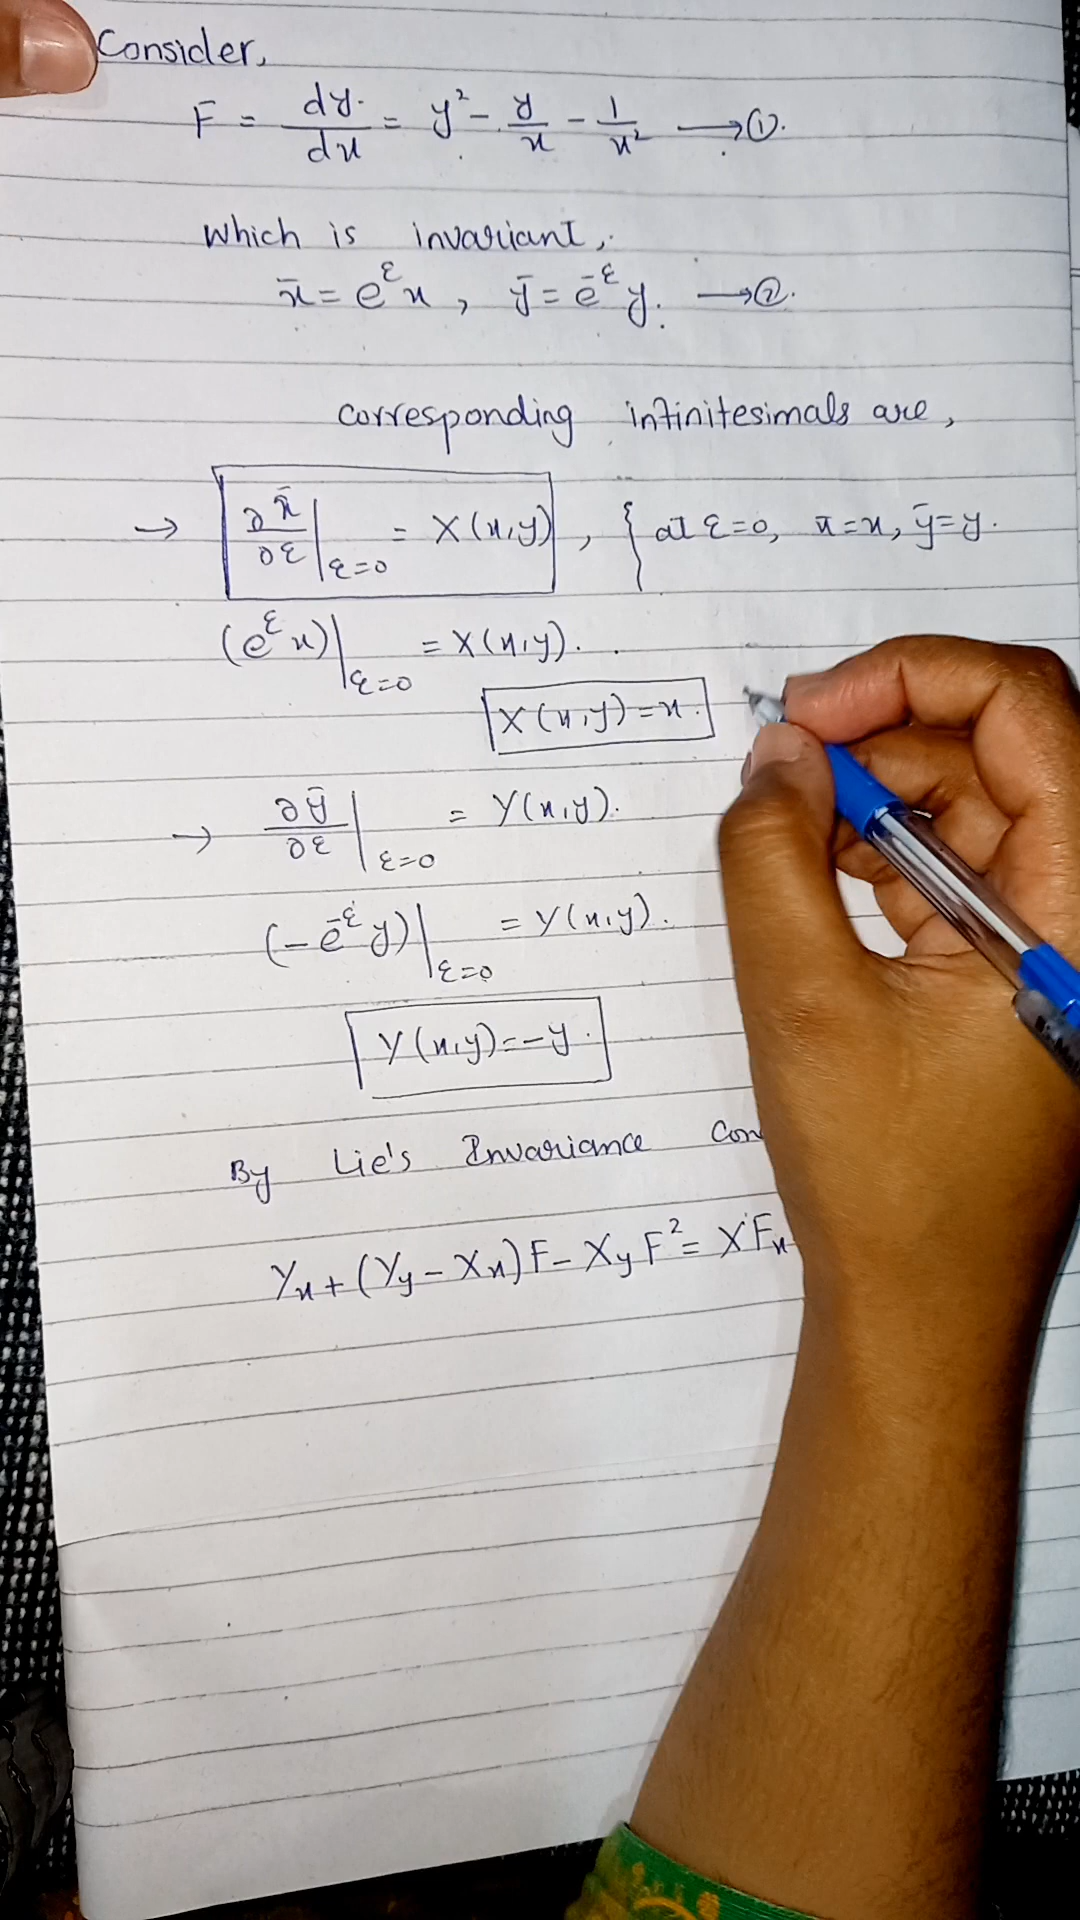 Consider,
F = dy/dx = y² - y/x - 1/x² → ①.
Which is invariant,
x̄ = e^ε x , ȳ = e^-ε y. → ②.
corresponding infinitesimals are,
→ ∂x̄/∂ε |ε=0 = X(x,y) , { at ε=0, x̄=x, ȳ=y.
(e^ε x)|ε=0 = X(x,y).
X(x,y)=x.
→ ∂ȳ/∂ε |ε=0 = Y(x,y).
(-e^-ε y)|ε=0 = Y(x,y).
Y(x,y)=-y.
By Lie's Invariance
Yx + (Yy - Xx)F - Xy F² = XFx